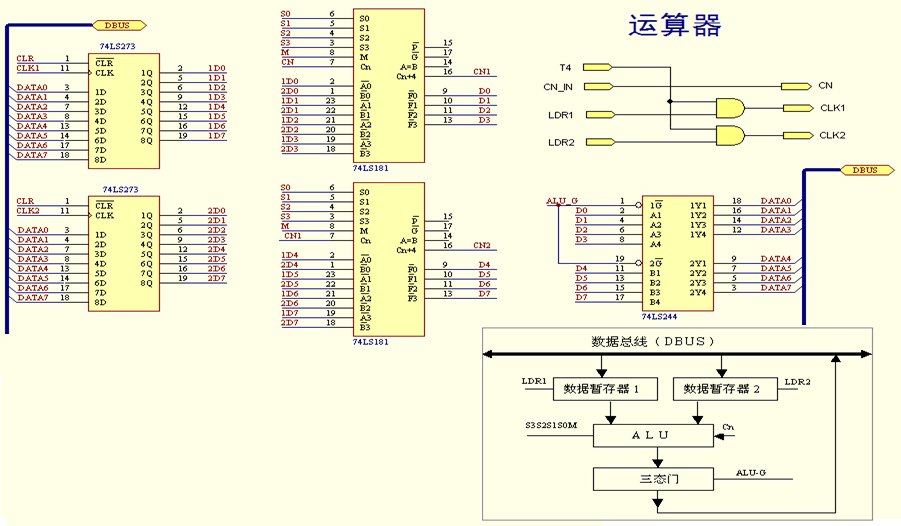 DBUS
74LS273
CLR 1 CLR
CLK1 11 CLK
1Q 2 1D0
2Q 5 1D1
DATA0 3 1D 3Q 6 1D2
DATA1 4 2D 4Q 9 1D3
DATA2 7 3D 5Q 12 1D4
DATA3 8 4D 6Q 15 1D5
DATA4 13 5D 7Q 16 1D6
DATA5 14 6D 8Q 19 1D7
DATA6 17 7D
DATA7 18 8D
74LS273
CLR 1 CLR
CLK2 11 CLK
1Q 2 2D0
2Q 5 2D1
DATA0 3 1D 3Q 6 2D2
DATA1 4 2D 4Q 9 2D3
DATA2 7 3D 5Q 12 2D4
DATA3 8 4D 6Q 15 2D5
DATA4 13 5D 7Q 16 2D6
DATA5 14 6D 8Q 19 2D7
DATA6 17 7D
DATA7 18 8D
S0 6 S0
S1 5 S1
S2 4 S2
S3 3 S3 P 15
M 8 M G 17
CN 7 Cn A=B 14
Cn+4 16 CN1
1D0 2 A0
2D0 1 B0 F0 9 D0
1D1 23 A1 F1 10 D1
2D1 22 B1 F2 11 D2
1D2 21 A2 F3 13 D3
2D2 20 B2
1D3 19 A3
2D3 18 B3
74LS181
S0 6 S0
S1 5 S1
S2 4 S2
S3 3 S3 P 15
M 8 M G 17
CN1 7 Cn A=B 14
Cn+4 16 CN2
1D4 2 A0
2D4 1 B0 F0 9 D4
1D5 23 A1 F1 10 D5
2D5 22 B1 F2 11 D6
1D6 21 A2 F3 13 D7
2D6 20 B2
1D7 19 A3
2D7 18 B3
74LS181
运算器
T4
CN_IN CN
LDR1 CLK1
LDR2 CLK2
DBUS
ALU_G 1 1G 1Y1 18 DATA0
D0 2 A1 1Y2 16 DATA1
D1 4 A2 1Y3 14 DATA2
D2 6 A3 1Y4 12 DATA3
D3 8 A4
19 2G 2Y1 9 DATA4
D4 11 B1 2Y2 7 DATA5
D5 13 B2 2Y3 5 DATA6
D6 15 B3 2Y4 3 DATA7
D7 17 B4
74LS244
数据总线（DBUS）
LDR1 数据暂存器1 数据暂存器2 LDR2
S3S2S1S0M ALU Cn
三态门 ALU-G